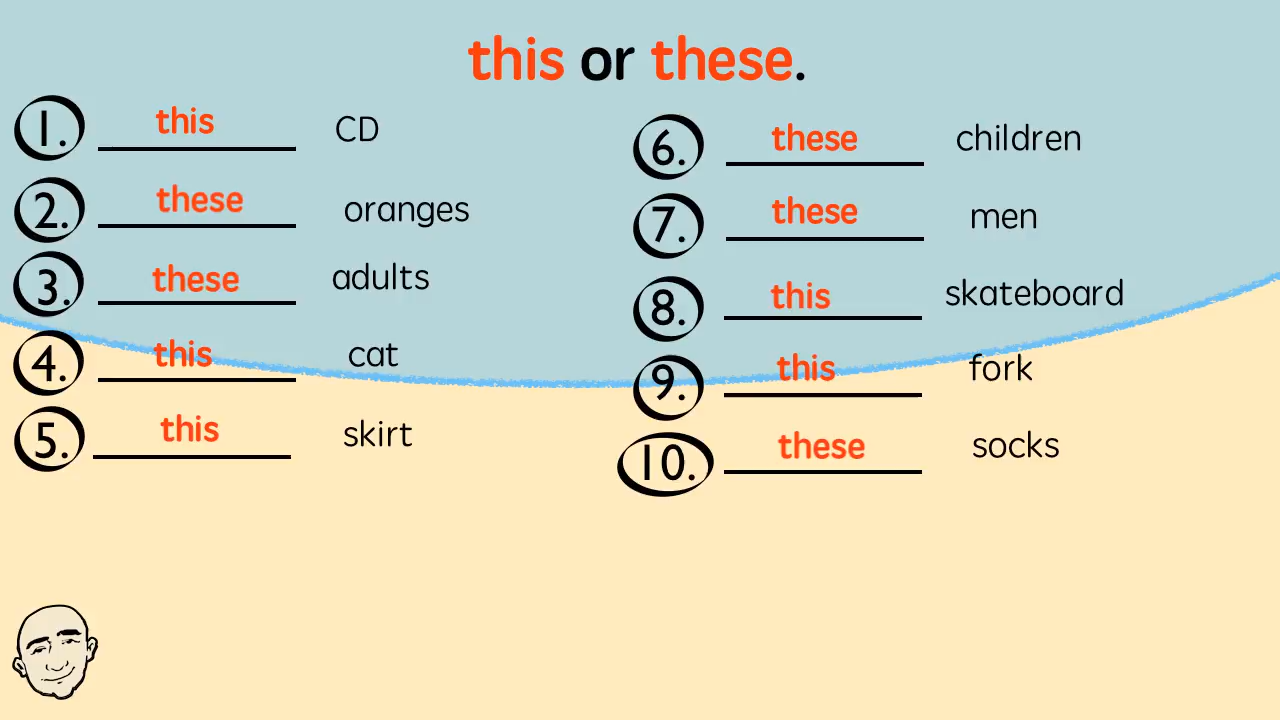 this or these.
1. this CD
2. these oranges
3. these adults
4. this cat
5. this skirt
6. these children
7. these men
8. this skateboard
9. this fork
10. these socks